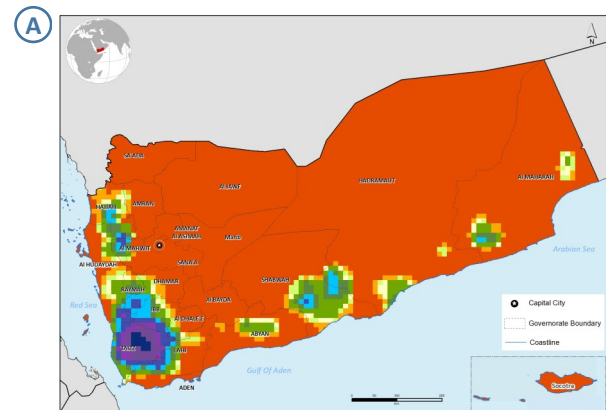 A
N
SA'ADA
AL JAWF
HADRAMAUT
AL MAHARAH
HAJJAH
AMRAN
AMANAT
AL ASIMAH
Marib
AL MAHWIT
Arabian Sea
Al HUDAYDAH
SANA'A
RAYMAH
DHAMAR
SHABWAH
Red Sea
IBB
Al BAYDA
Al DHALE'E
ABYAN
TAIZZ
LAHJ
Gulf Of Aden
ADEN
Capital City
Governorate Boundary
Coastline
Socotra